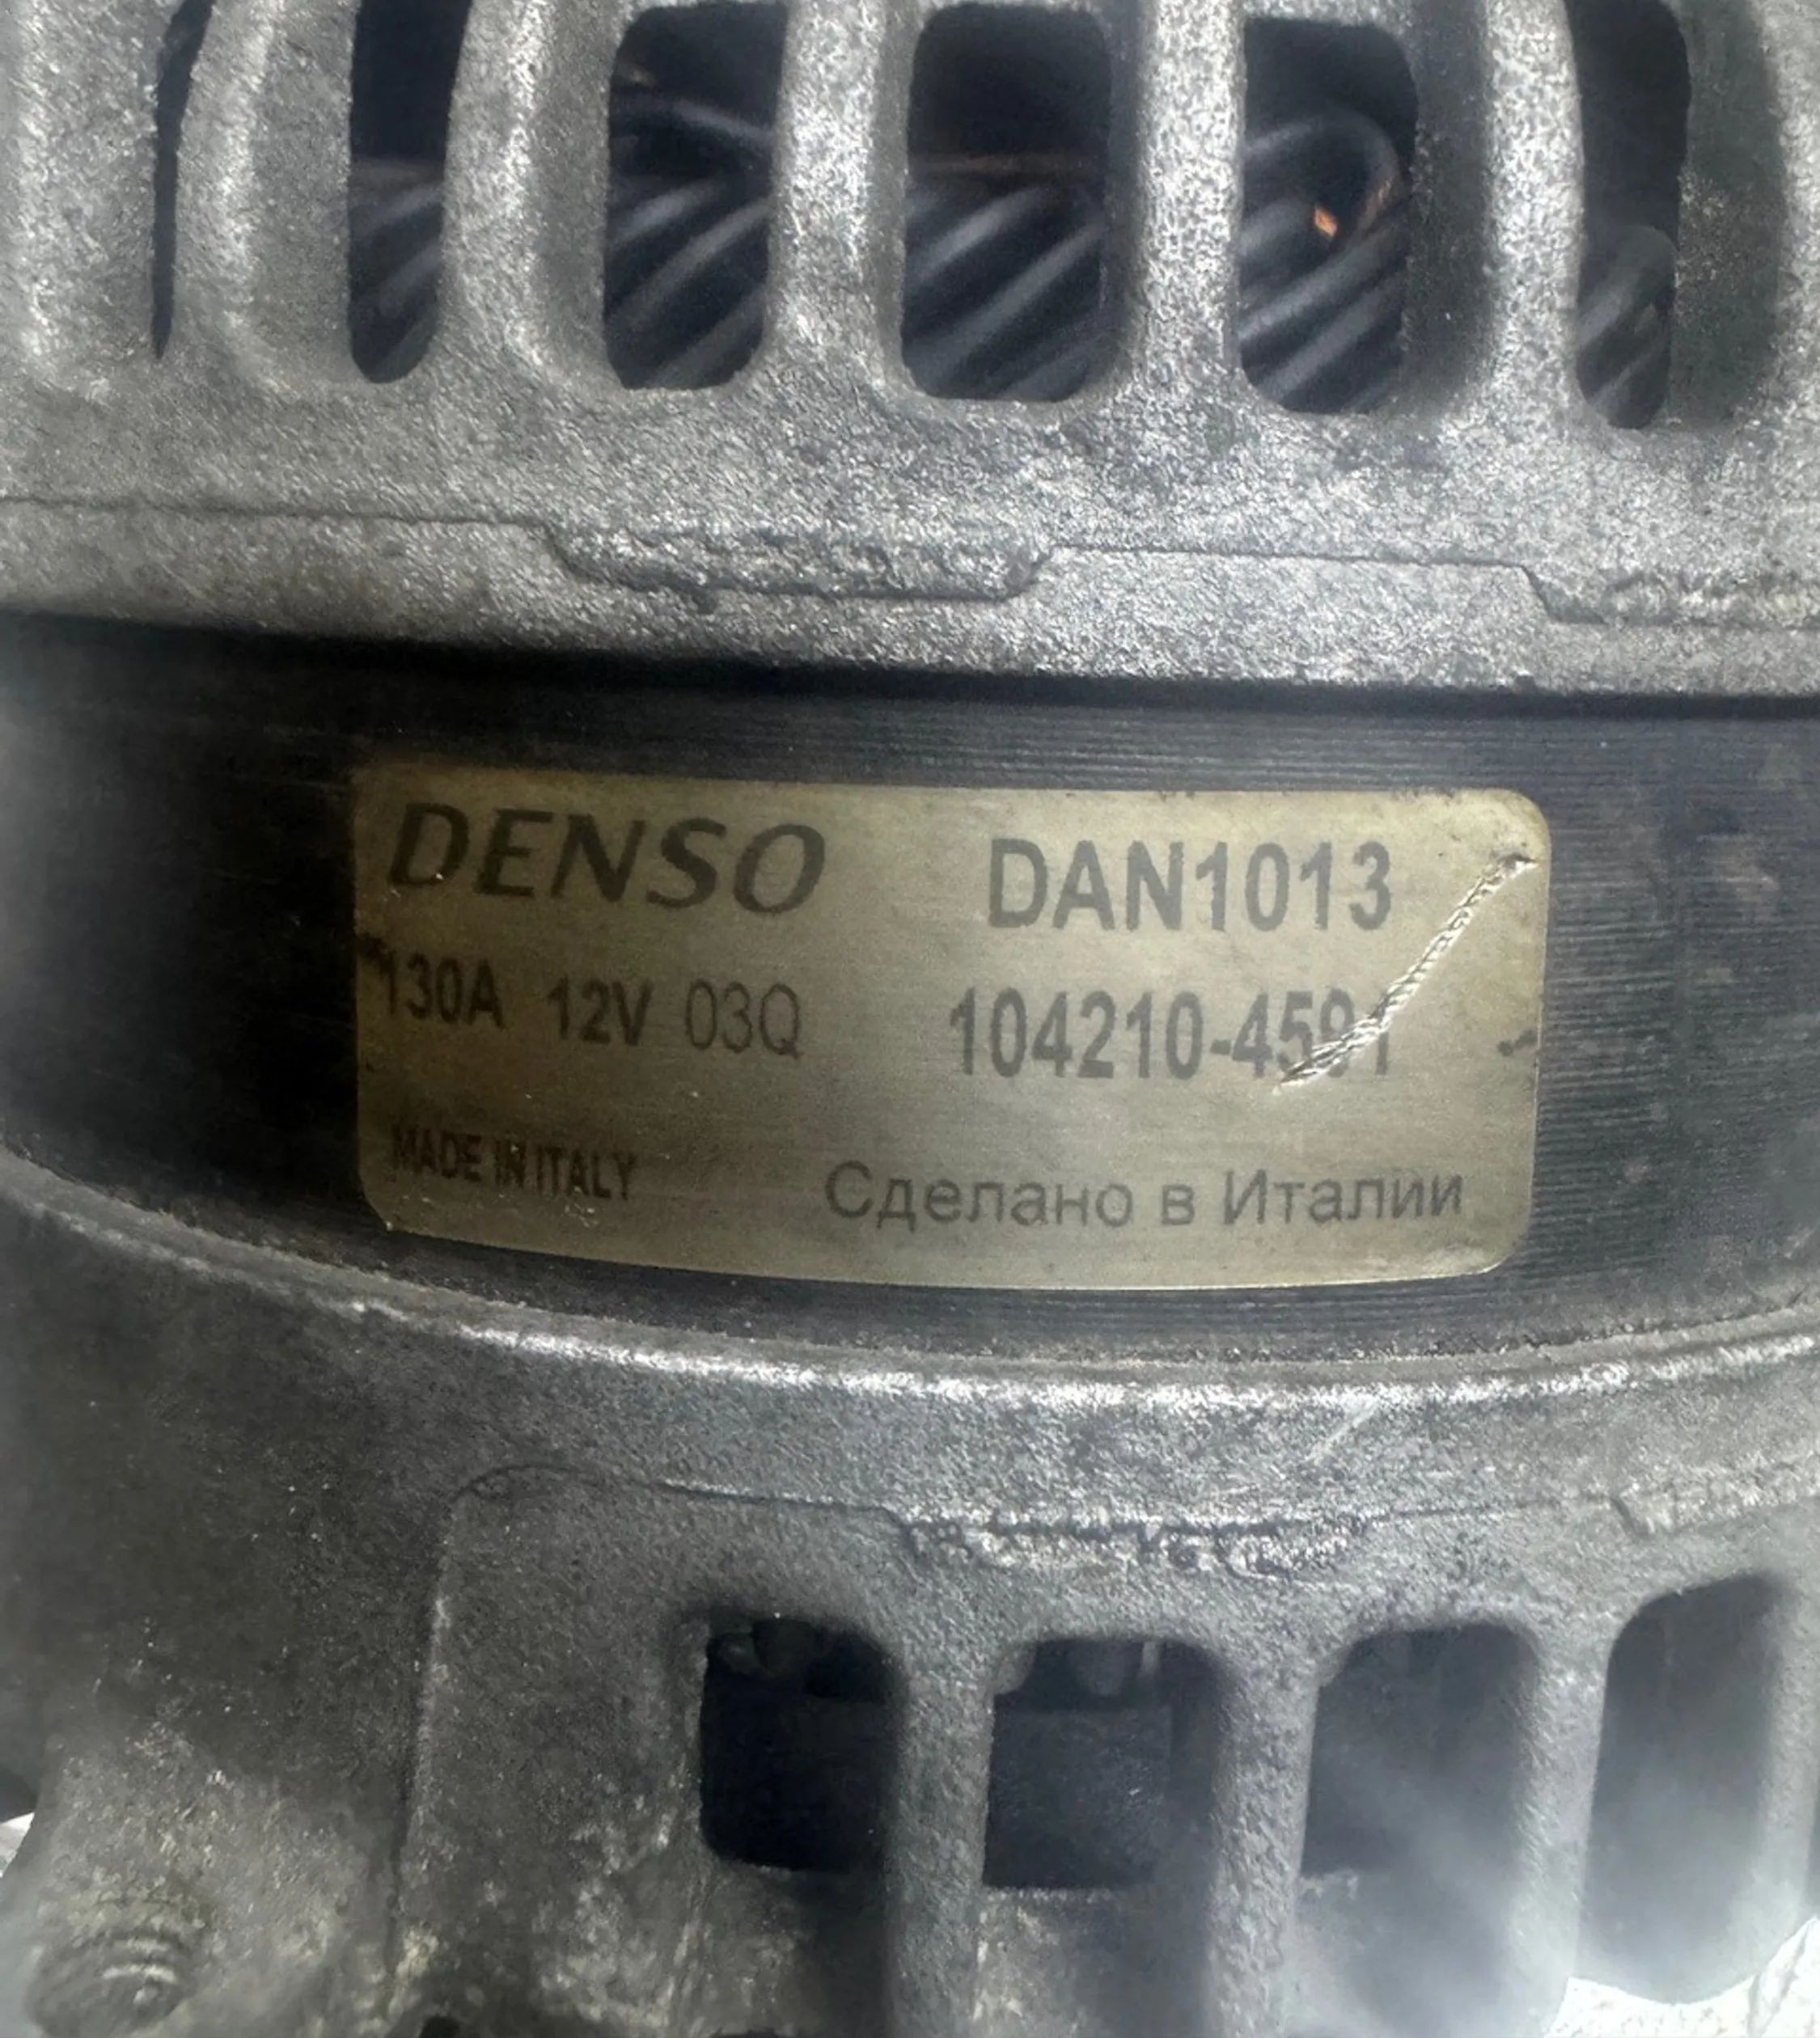 DENSO DAN1013
130A 12V 03Q 104210-4591
MADE IN ITALY Сделано в Италии